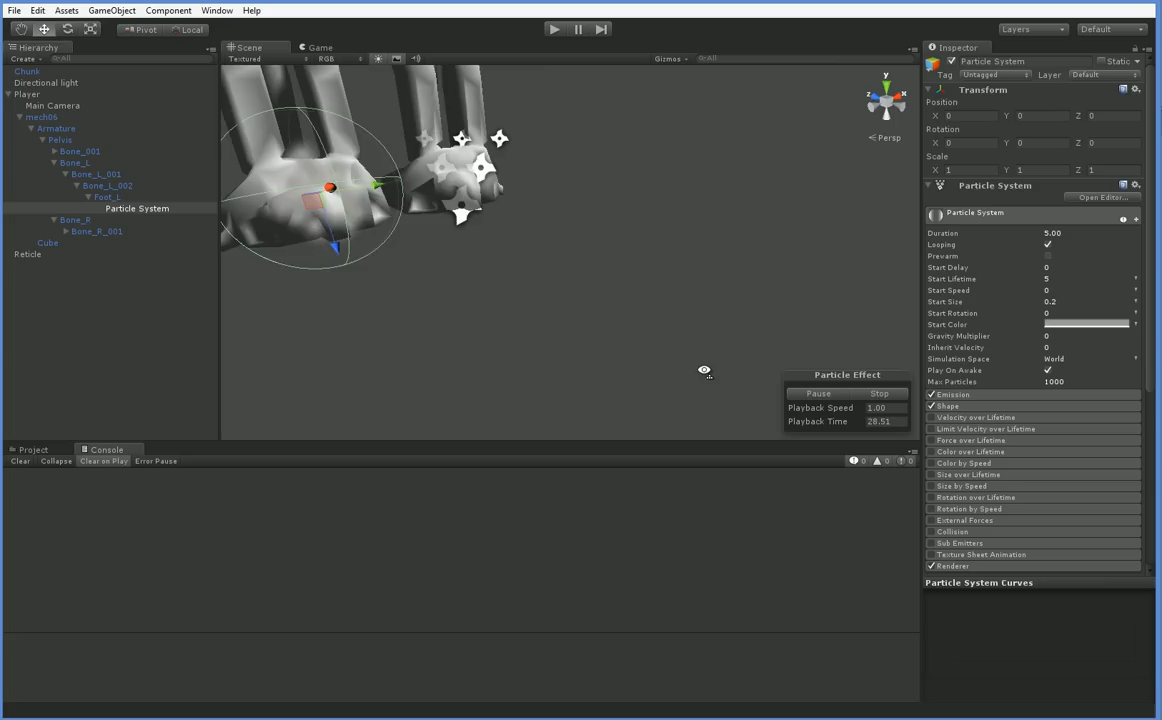 File Edit Assets GameObject Component Window Help
Pivot Local Layers Default
Hierarchy
Create All
Chunk
Directional light
Player
Main Camera
mech06
Armature
Pelvis
Bone_001
Bone_L
Bone_L_001
Bone_L_002
Foot_L
Particle System
Bone_R
Bone_R_001
Cube
Reticle
Scene Game
Textured RGB Gizmos All
y
z x
Persp
Particle Effect
Pause Stop
Playback Speed 1.00
Playback Time 28.51
Project Console
Clear Collapse Clear on Play Error Pause 0 0 0
Inspector
Particle System Static
Tag Untagged Layer Default
Transform
Position
X 0 Y 0 Z 0
Rotation
X 0 Y 0 Z 0
Scale
X 1 Y 1 Z 1
Particle System
Open Editor...
Particle System
Duration 5.00
Looping
Prewarm
Start Delay 0
Start Lifetime 5
Start Speed 0
Start Size 0.2
Start Rotation 0
Start Color
Gravity Multiplier 0
Inherit Velocity 0
Simulation Space World
Play On Awake
Max Particles 1000
Emission
Shape
Velocity over Lifetime
Limit Velocity over Lifetime
Force over Lifetime
Color over Lifetime
Color by Speed
Size over Lifetime
Size by Speed
Rotation over Lifetime
Rotation by Speed
External Forces
Collision
Sub Emitters
Texture Sheet Animation
Renderer
Particle System Curves